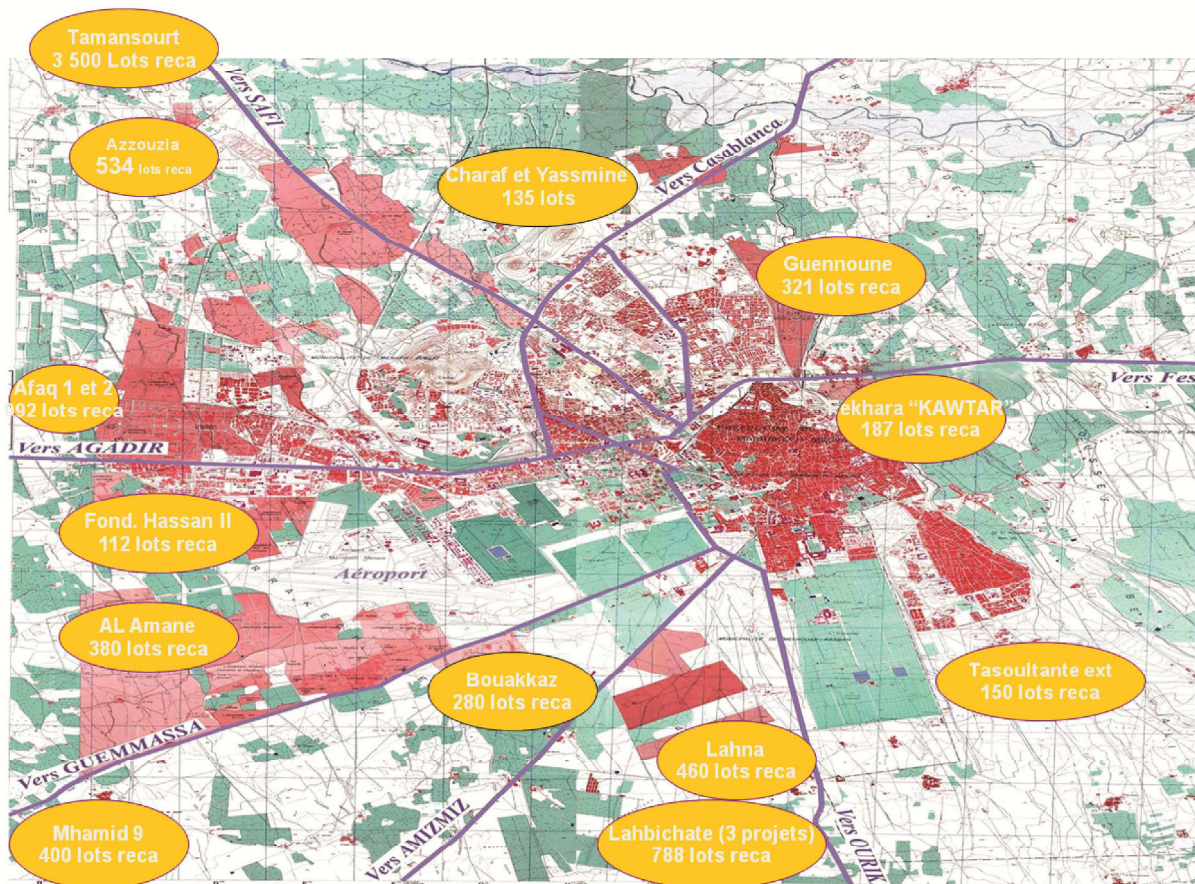 Tamansourt
3 500 Lots reca
Vers SAFI
Azzouzia
534 lots reca
Charaf et Yassmine
135 lots
Vers Casablanca
Guennoune
321 lots reca
Afaq 1 et 2
992 lots reca
Vers AGADIR
Vers Fes
ekhara "KAWTAR"
187 lots reca
Fond. Hassan II
112 lots reca
Aéroport
AL Amane
380 lots reca
Bouakkaz
280 lots reca
Tasoultante ext
150 lots reca
Vers GUEMMASSA
Lahna
460 lots reca
Mhamid 9
400 lots reca
Vers AMIZMIZ
Lahbichate (3 projets)
788 lots reca
Vers OURIK